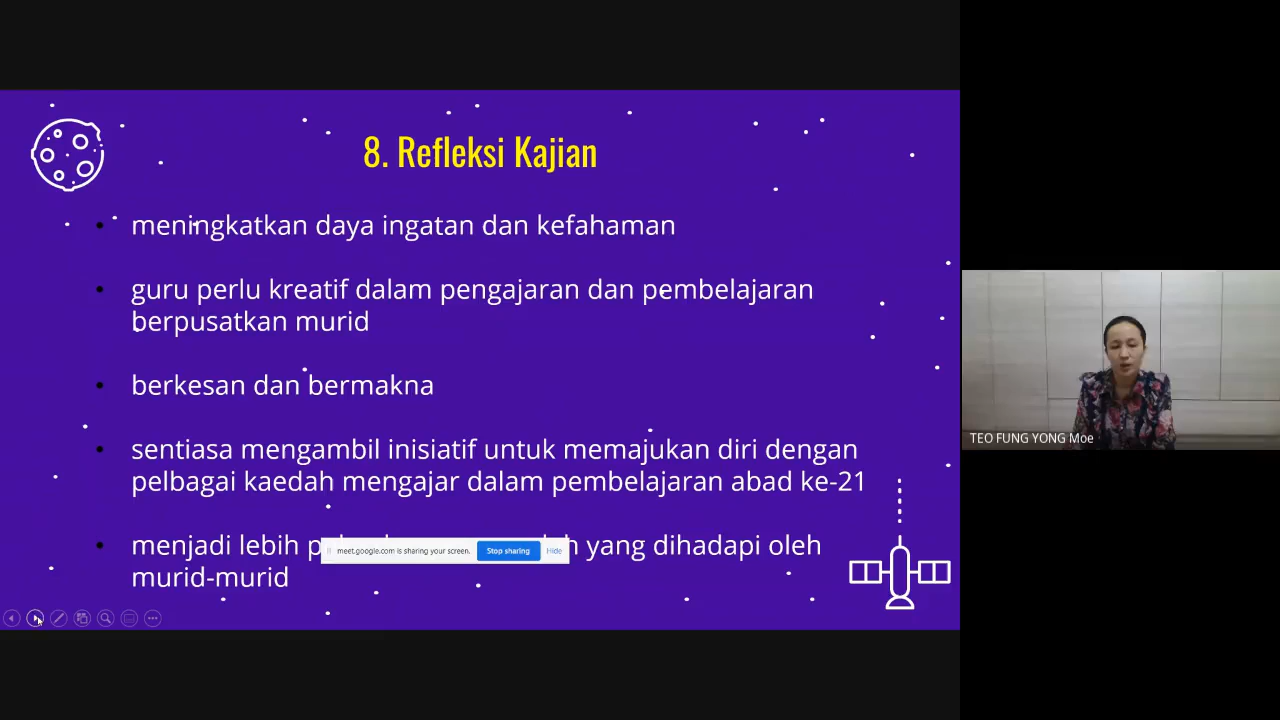 8. Refleksi Kajian
meningkatkan daya ingatan dan kefahaman
guru perlu kreatif dalam pengajaran dan pembelajaran
berpusatkan murid
berkesan dan bermakna
sentiasa mengambil inisiatif untuk memajukan diri dengan
pelbagai kaedah mengajar dalam pembelajaran abad ke-21
menjadi lebih yang dihadapi oleh
murid-murid
meet.google.com is sharing your screen. Stop sharing Hide
TEO FUNG YONG Moe